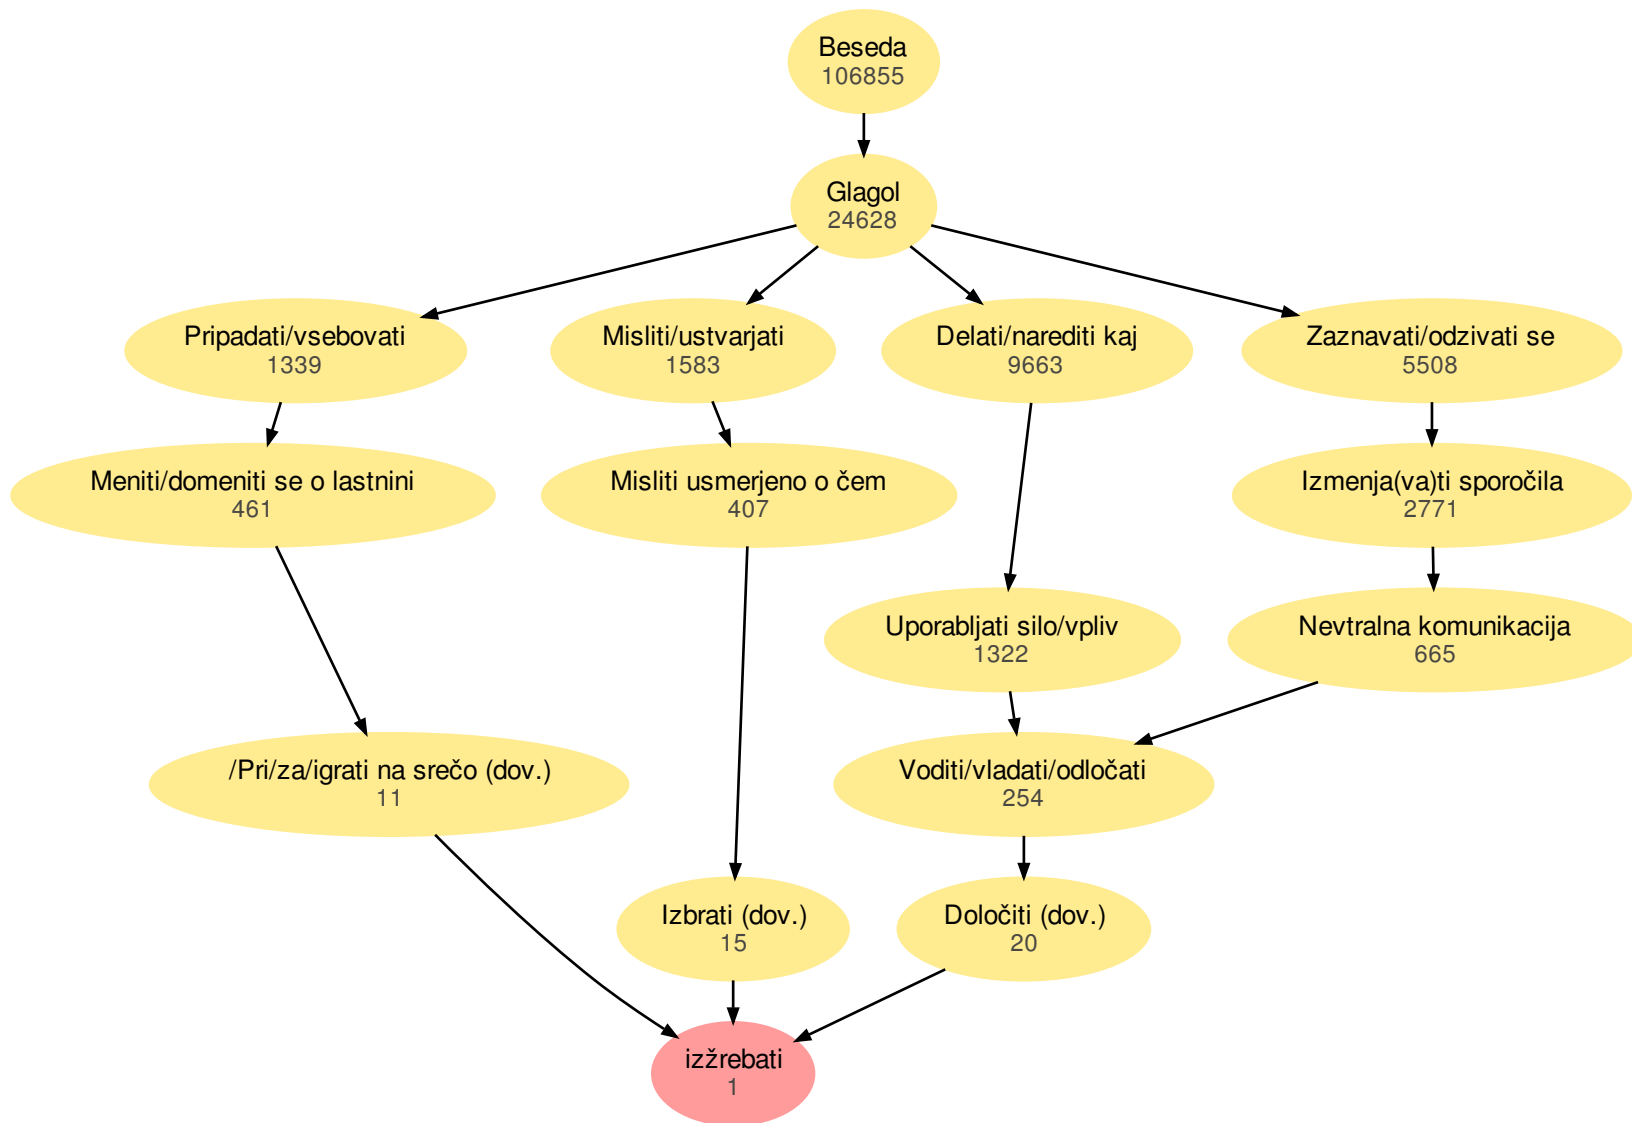 Beseda
106855
Glagol
24628
Pripadati/vsebovati
1339
Misliti/ustvarjati
1583
Delati/narediti kaj
9663
Zaznavati/odzivati se
5508
Meniti/domeniti se o lastnini
461
Misliti usmerjeno o čem
407
Izmenja(va)ti sporočila
2771
Uporabljati silo/vpliv
1322
Nevtralna komunikacija
665
/Pri/za/igrati na srečo (dov.)
11
Voditi/vladati/odločati
254
Izbrati (dov.)
15
Določiti (dov.)
20
izžrebati
1